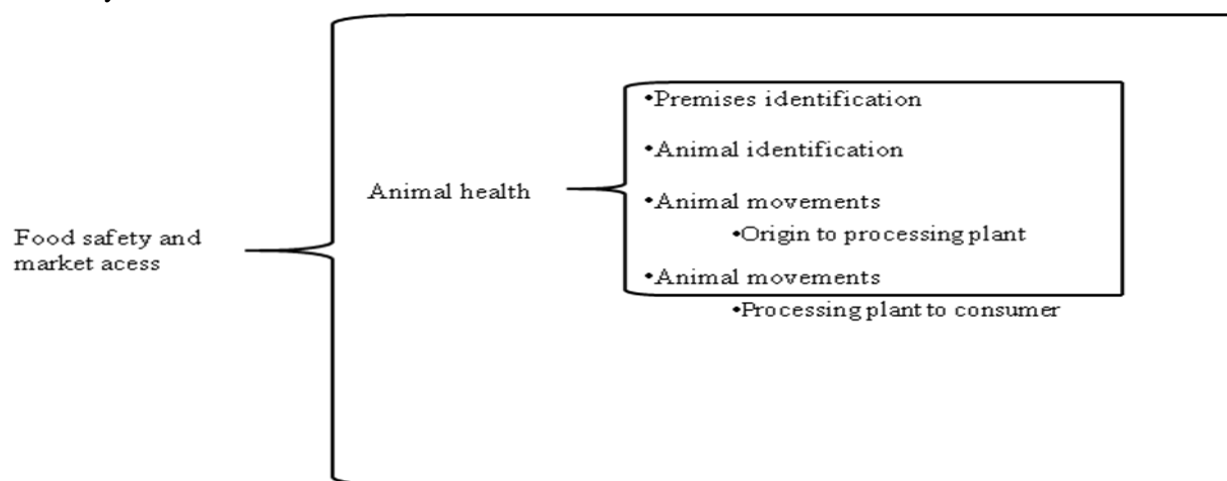 •Premises identification
•Animal identification
Animal health
•Animal movements
•Origin to processing plant
Food safety and
market acess
•Animal movements
•Processing plant to consumer